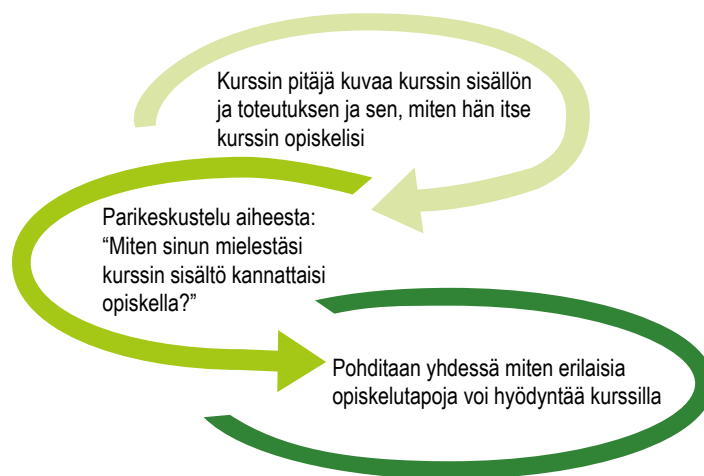 Kurssin pitäjä kuvaa kurssin sisällön
ja toteutuksen ja sen, miten hän itse
kurssin opiskelisi
Parikeskustelu aiheesta:
“Miten sinun mielestäsi
kurssin sisältö kannattaisi
opiskella?”
Pohditaan yhdessä miten erilaisia
opiskelutapoja voi hyödyntää kurssilla